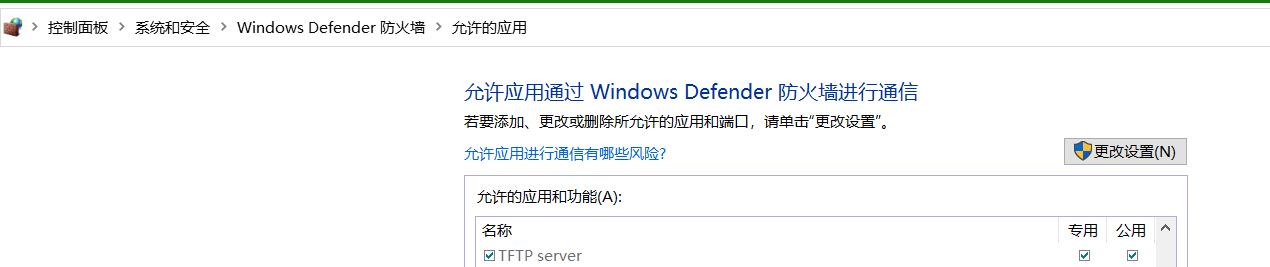 控制面板 系统和安全 Windows Defender 防火墙 允许的应用
允许应用通过 Windows Defender 防火墙进行通信
若要添加、更改或删除所允许的应用和端口，请单击"更改设置"。
允许应用进行通信有哪些风险?
更改设置(N)
允许的应用和功能(A):
名称 专用 公用
TFTP server